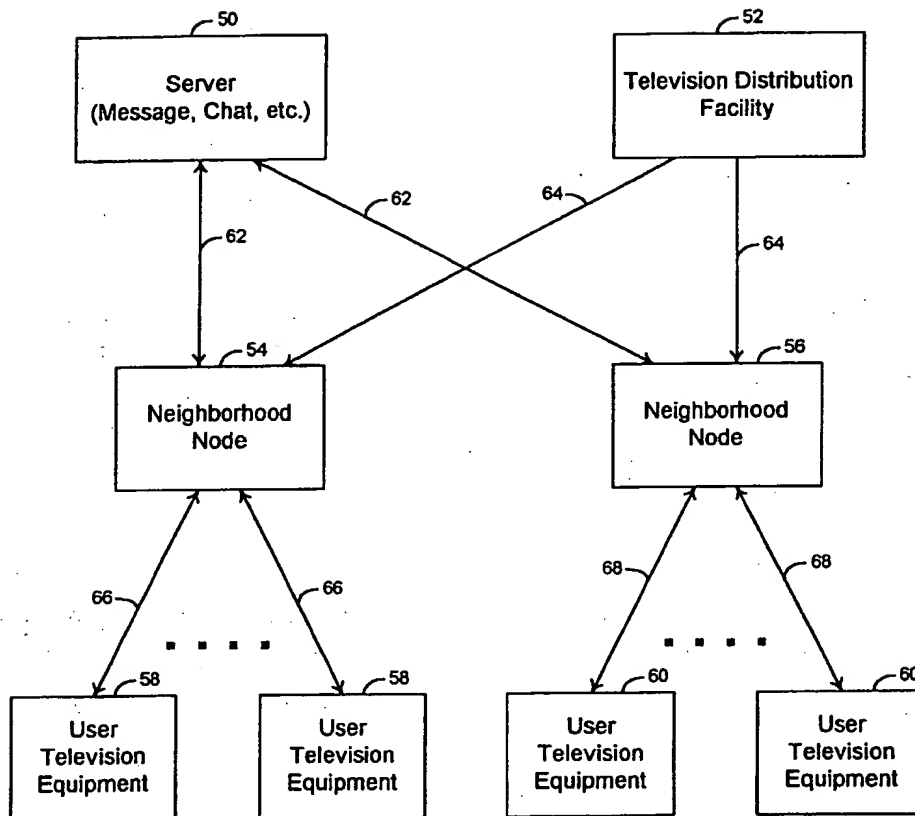 50
52
Server
(Message, Chat, etc.)
Television Distribution
Facility
62
62
64
64
54
56
Neighborhood
Node
Neighborhood
Node
66
66
68
68
58
58
60
60
User
Television
Equipment
User
Television
Equipment
User
Television
Equipment
User
Television
Equipment